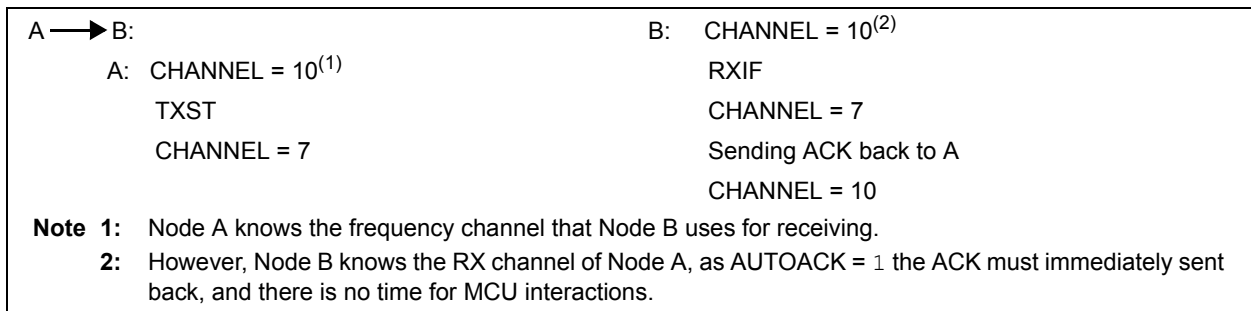 A → B:
A: CHANNEL = 10(1)
TXST
CHANNEL = 7
B: CHANNEL = 10(2)
RXIF
CHANNEL = 7
Sending ACK back to A
CHANNEL = 10
Note 1: Node A knows the frequency channel that Node B uses for receiving.
2: However, Node B knows the RX channel of Node A, as AUTOACK = 1 the ACK must immediately sent
back, and there is no time for MCU interactions.